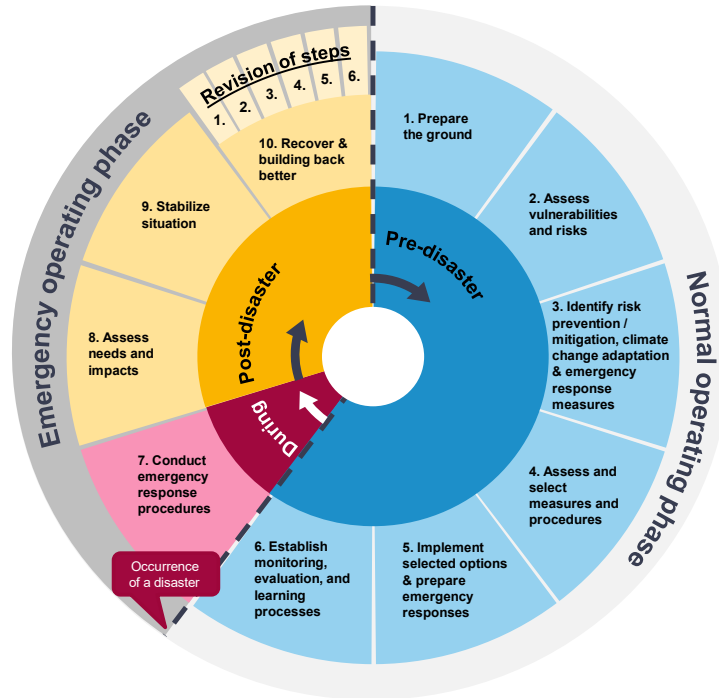 Emergency operating phase
Normal operating phase
Revision of steps
1.
2.
3.
4.
5.
6.
Pre-disaster
Post-disaster
During
1. Prepare
the ground
2. Assess
vulnerabilities
and risks
3. Identify risk
prevention /
mitigation, climate
change adaptation
& emergency
response
measures
4. Assess and
select
measures and
procedures
5. Implement
selected options
& prepare
emergency
responses
6. Establish
monitoring,
evaluation, and
learning
processes
Occurrence
of a disaster
7. Conduct
emergency
response
procedures
8. Assess
needs and
impacts
9. Stabilize
situation
10. Recover &
building back
better